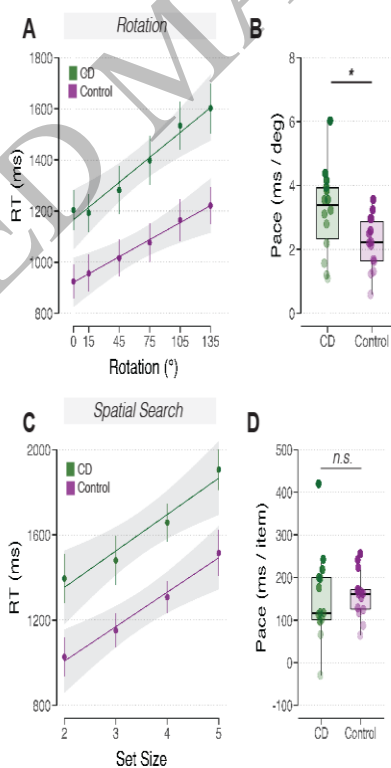 A Rotation B
1800
1600
1400
1200
1000
800
RT (ms)
CD
Control
0 15 45 75 105 135
Rotation (°)
8
6
4
2
0
Pace (ms / deg)
*
CD Control
C Spatial Search D
2000
1600
1200
800
RT (ms)
CD
Control
2 3 4 5
Set Size
500
400
300
200
100
0
-100
Pace (ms / item)
n.s.
CD Control